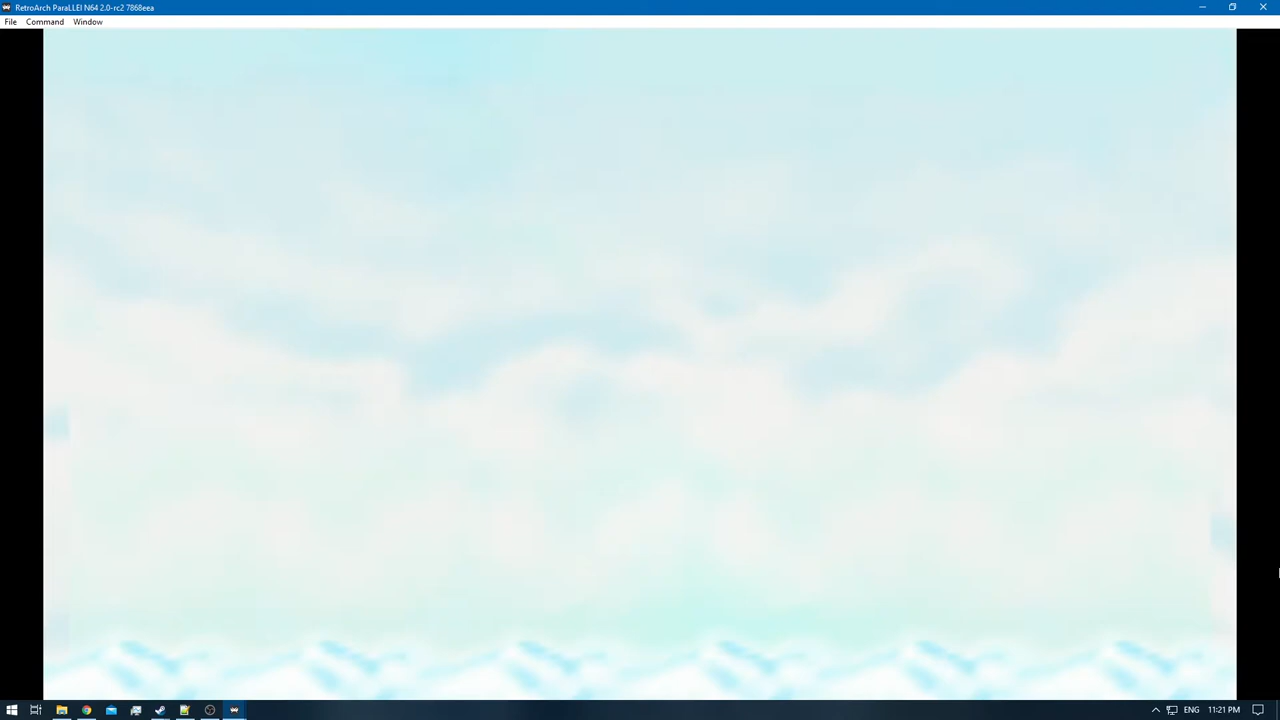 RetroArch ParaLLEl N64 2.0-rc2 7868eea
File Command Window
ENG 11:21 PM